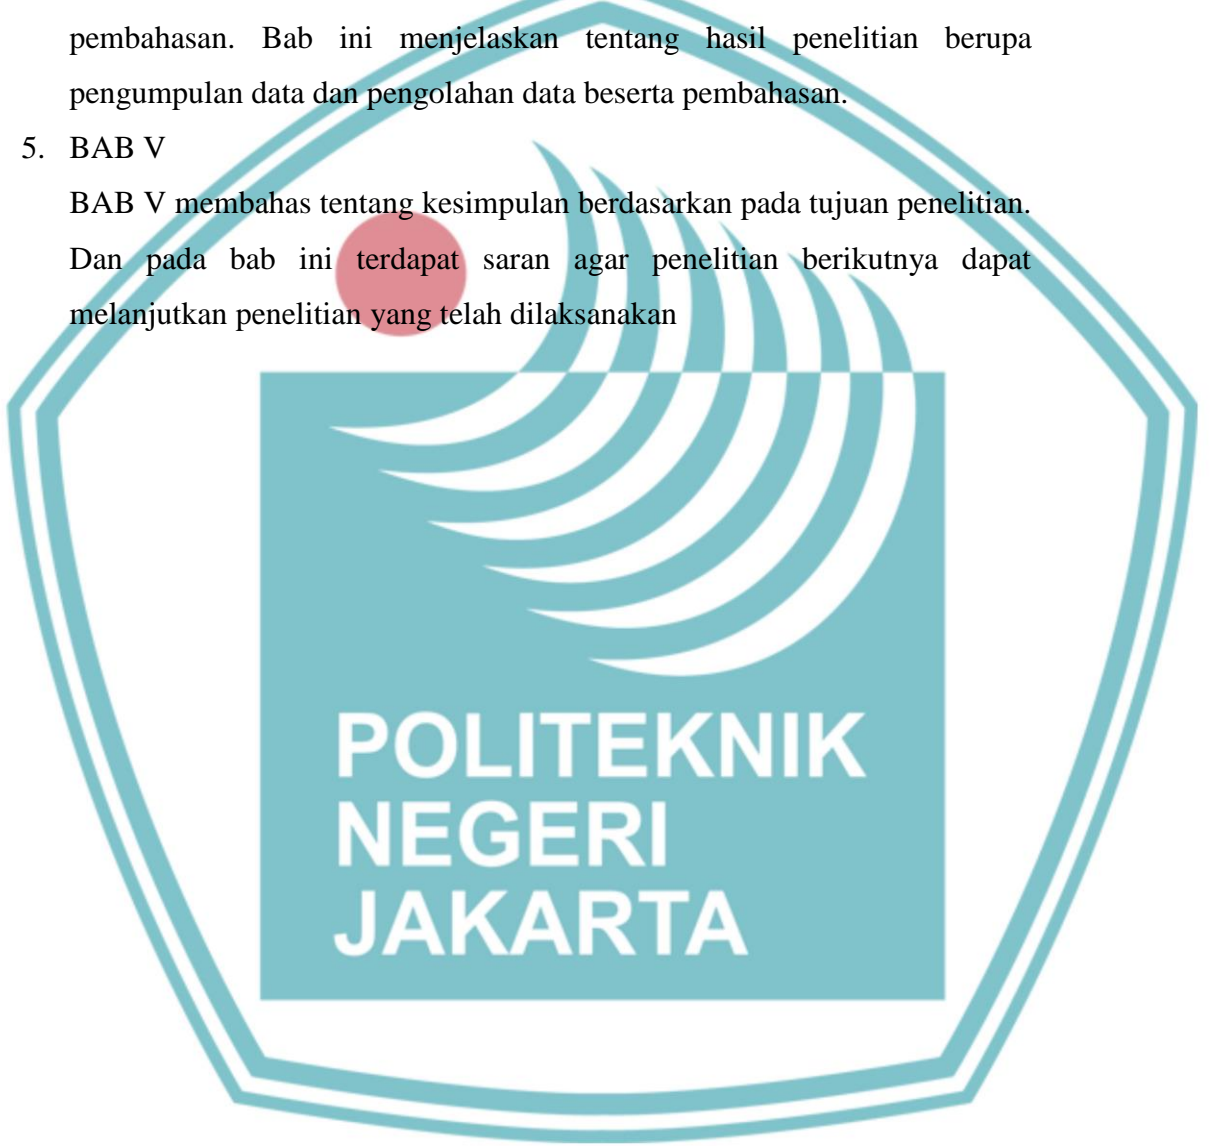 pembahasan. Bab ini menjelaskan tentang hasil penelitian berupa
pengumpulan data dan pengolahan data beserta pembahasan.
5. BAB V
BAB V membahas tentang kesimpulan berdasarkan pada tujuan penelitian.
Dan pada bab ini terdapat saran agar penelitian berikutnya dapat
melanjutkan penelitian yang telah dilaksanakan
POLITEKNIK
NEGERI
JAKARTA